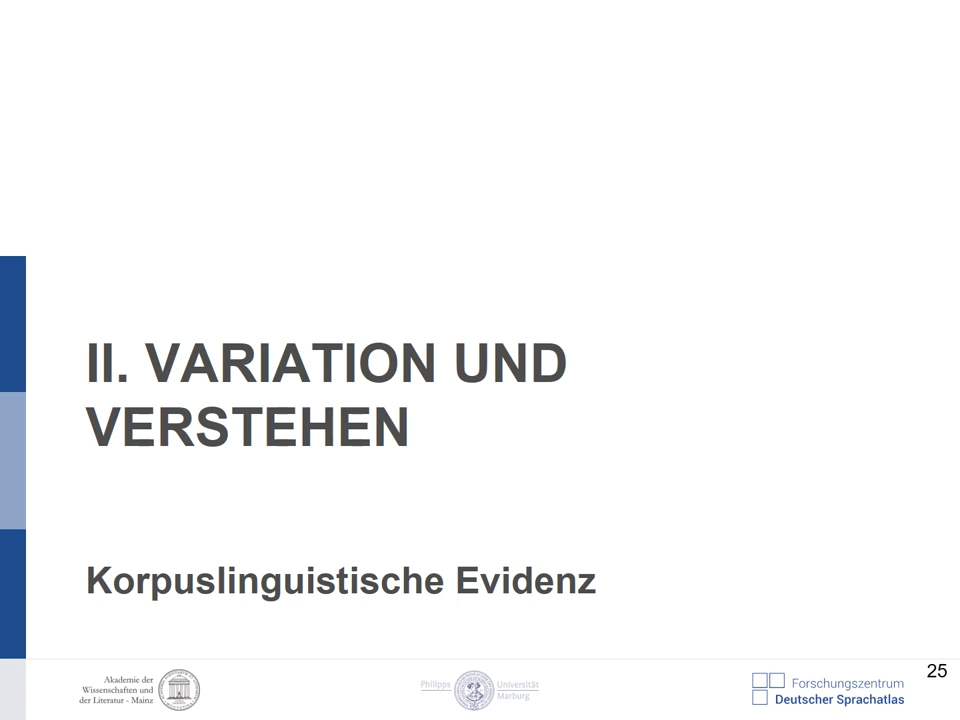 II. VARIATION UND
VERSTEHEN
Korpuslinguistische Evidenz
Akademie der
Wissenschaften und
der Literatur - Mainz
Philipps Universität
Marburg
Forschungszentrum
Deutscher Sprachatlas
25